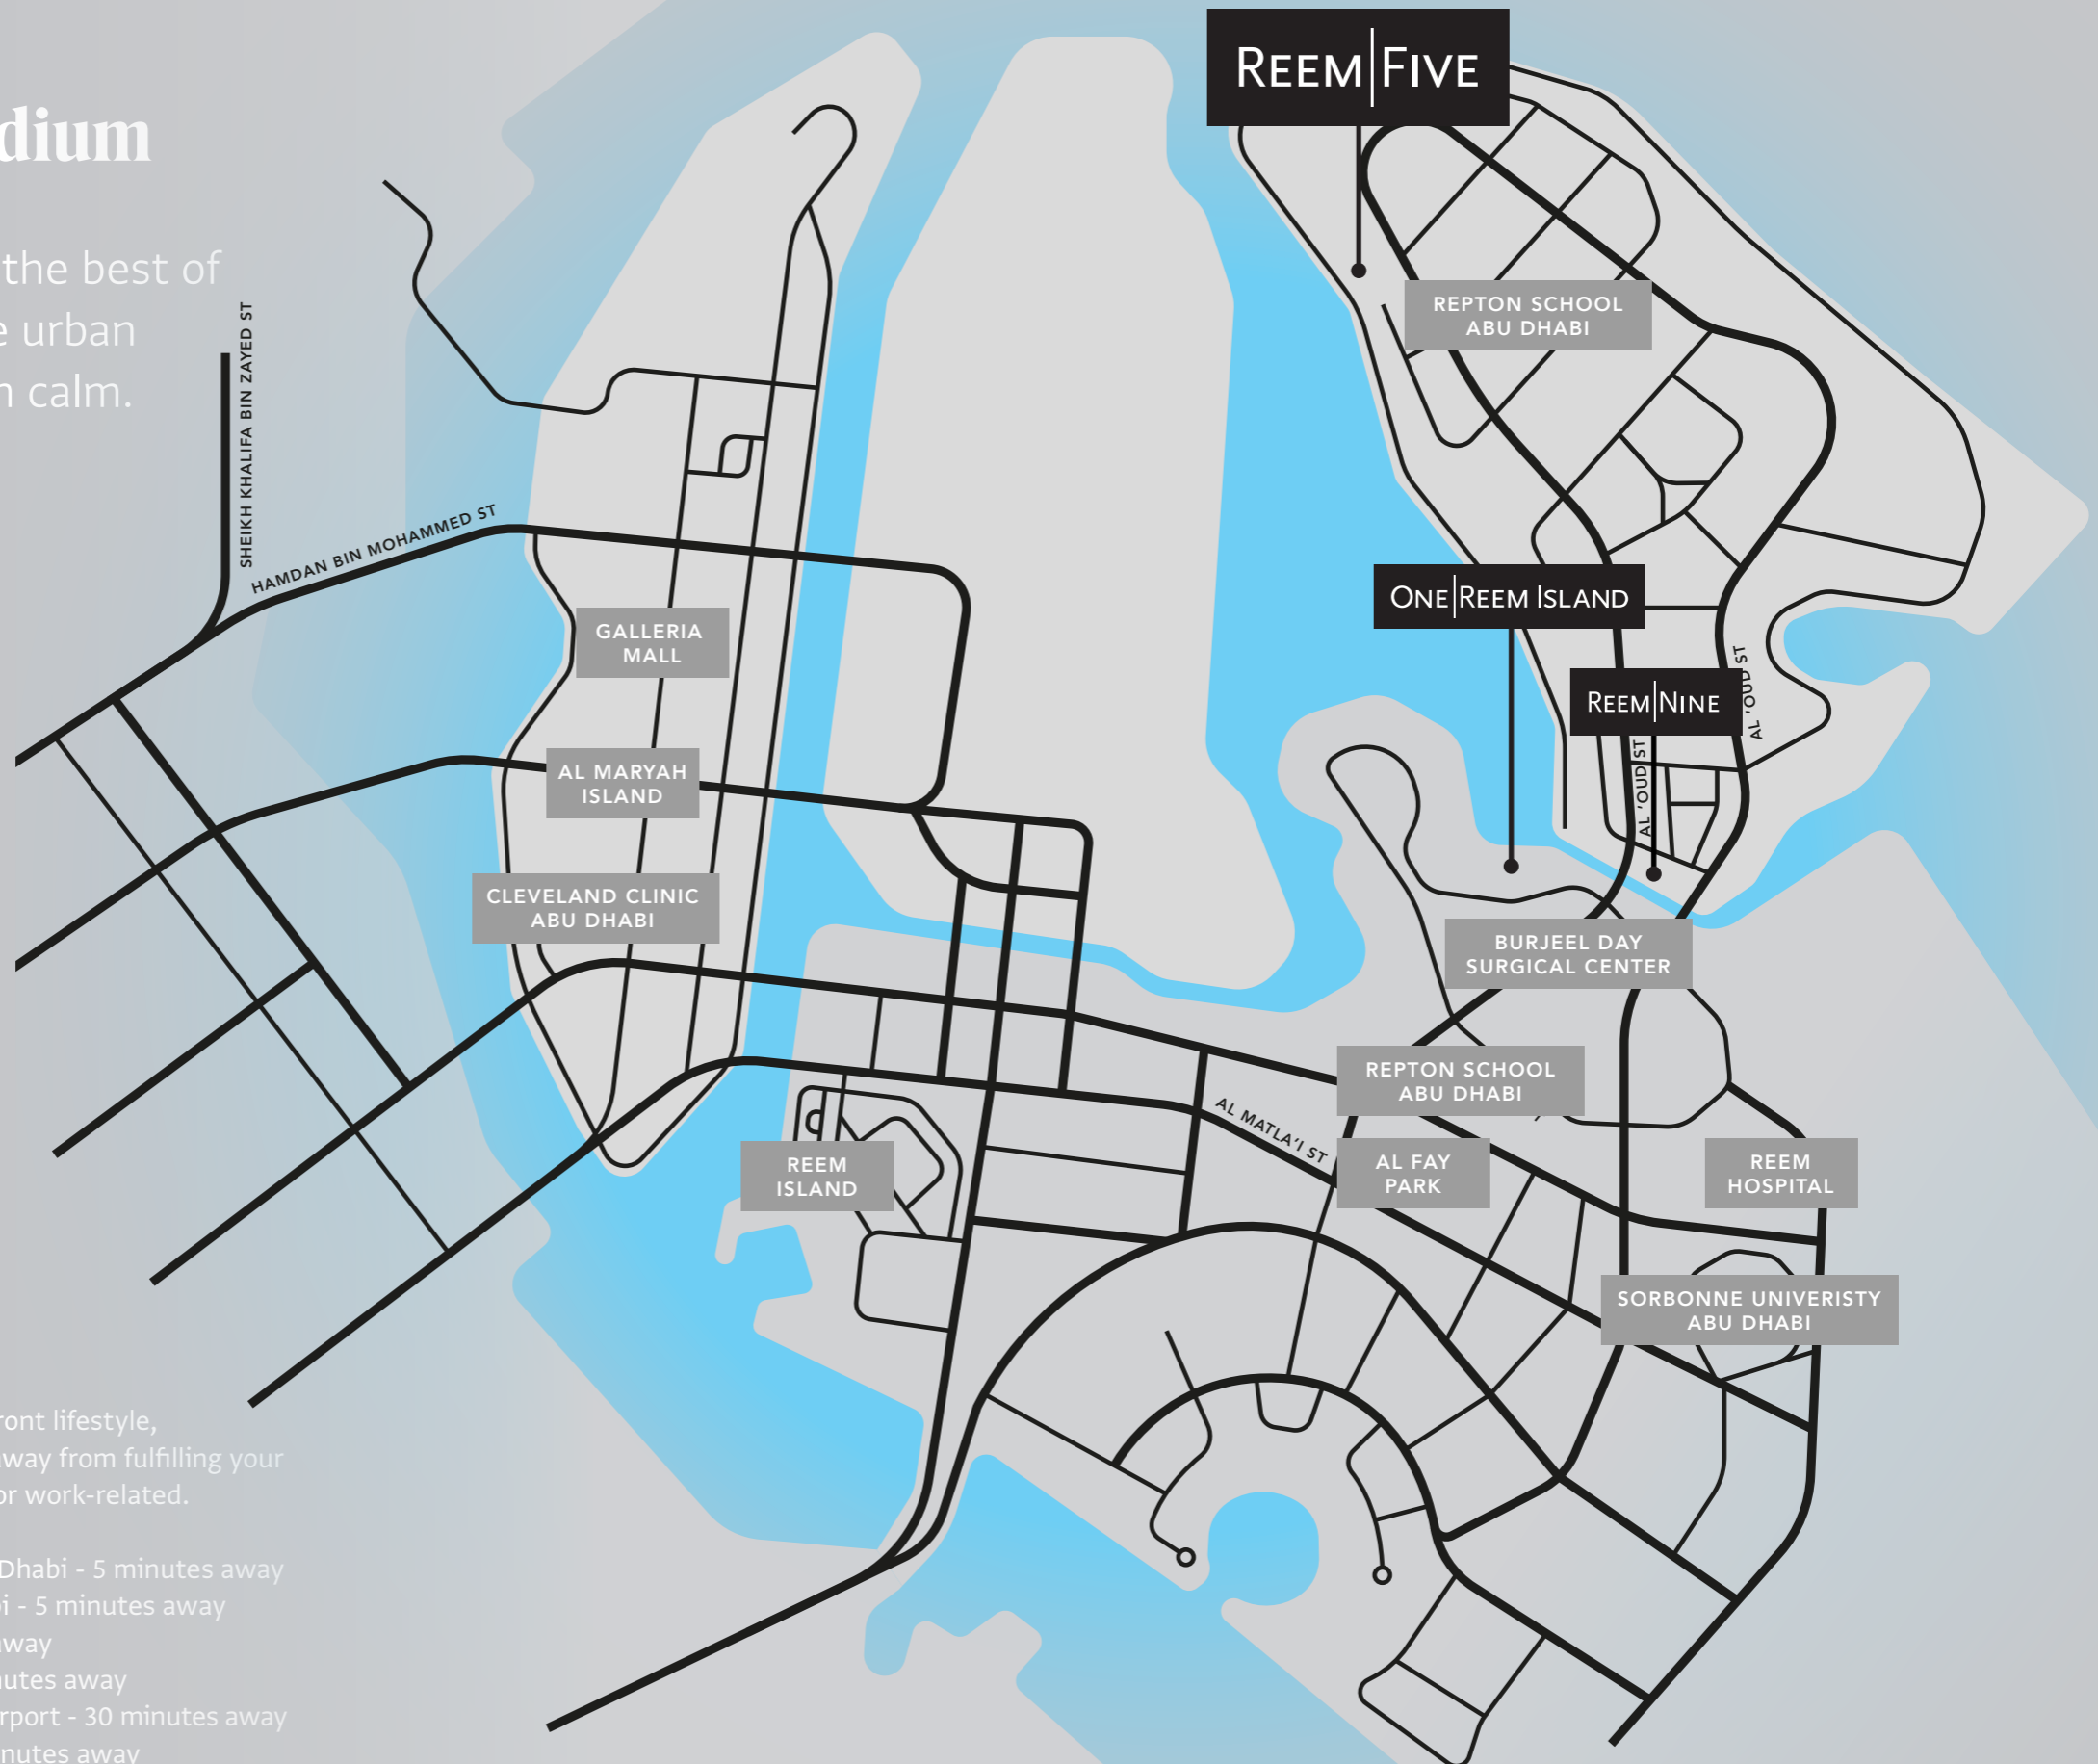 dium
the best of
urban
calm.
REEM|FIVE
REPTON SCHOOL
ABU DHABI
SHEIKH KHALIFA BIN ZAYED ST
HAMDAN BIN MOHAMMED ST
ONE|REEM ISLAND
GALLERIA
MALL
REEM|NINE
AL 'OUD ST
AL 'OUD ST
AL MARYAH
ISLAND
CLEVELAND CLINIC
ABU DHABI
BURJEEL DAY
SURGICAL CENTER
REPTON SCHOOL
ABU DHABI
AL MATLA'I ST
REEM
ISLAND
AL FAY
PARK
REEM
HOSPITAL
SORBONNE UNIVERISTY
ABU DHABI
ront lifestyle,
way from fulfilling your
or work-related.
Dhabi - 5 minutes away
i - 5 minutes away
way
nutes away
rport - 30 minutes away
nutes away